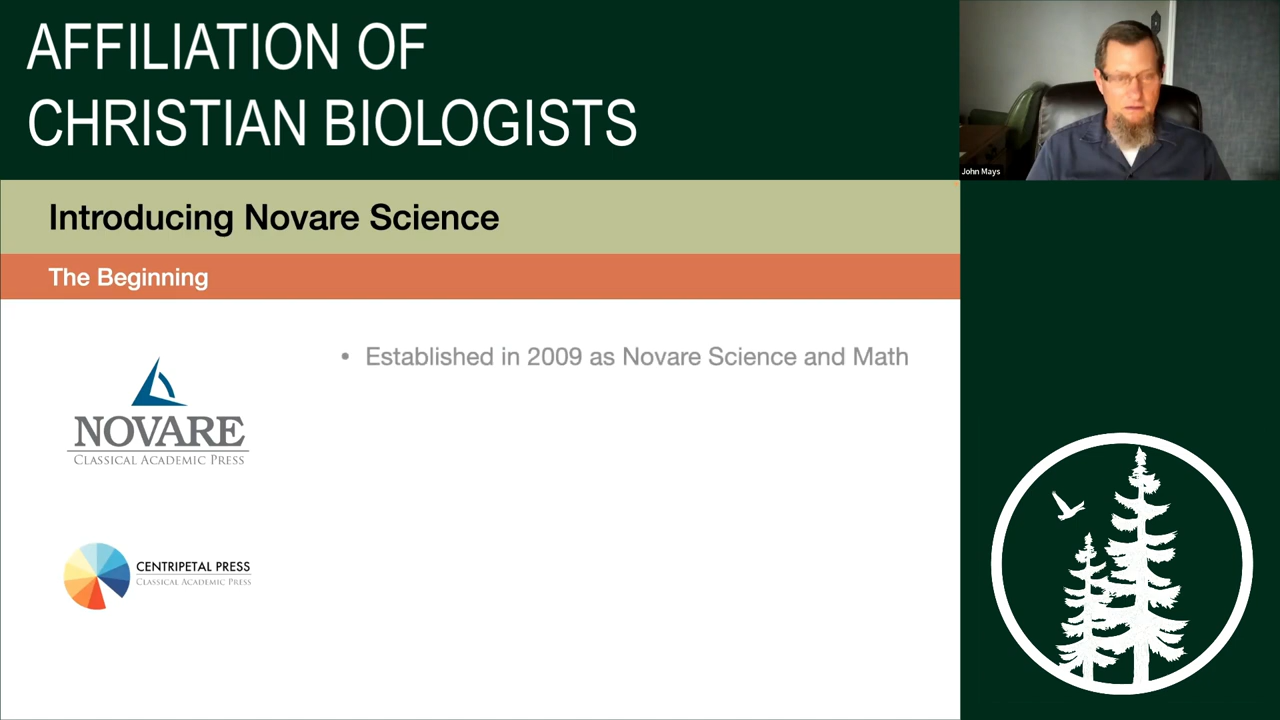 AFFILIATION OF
CHRISTIAN BIOLOGISTS
John Mays
Introducing Novare Science
The Beginning
• Established in 2009 as Novare Science and Math
NOVARE
CLASSICAL ACADEMIC PRESS
CENTRIPETAL PRESS
CLASSICAL ACADEMIC PRESS